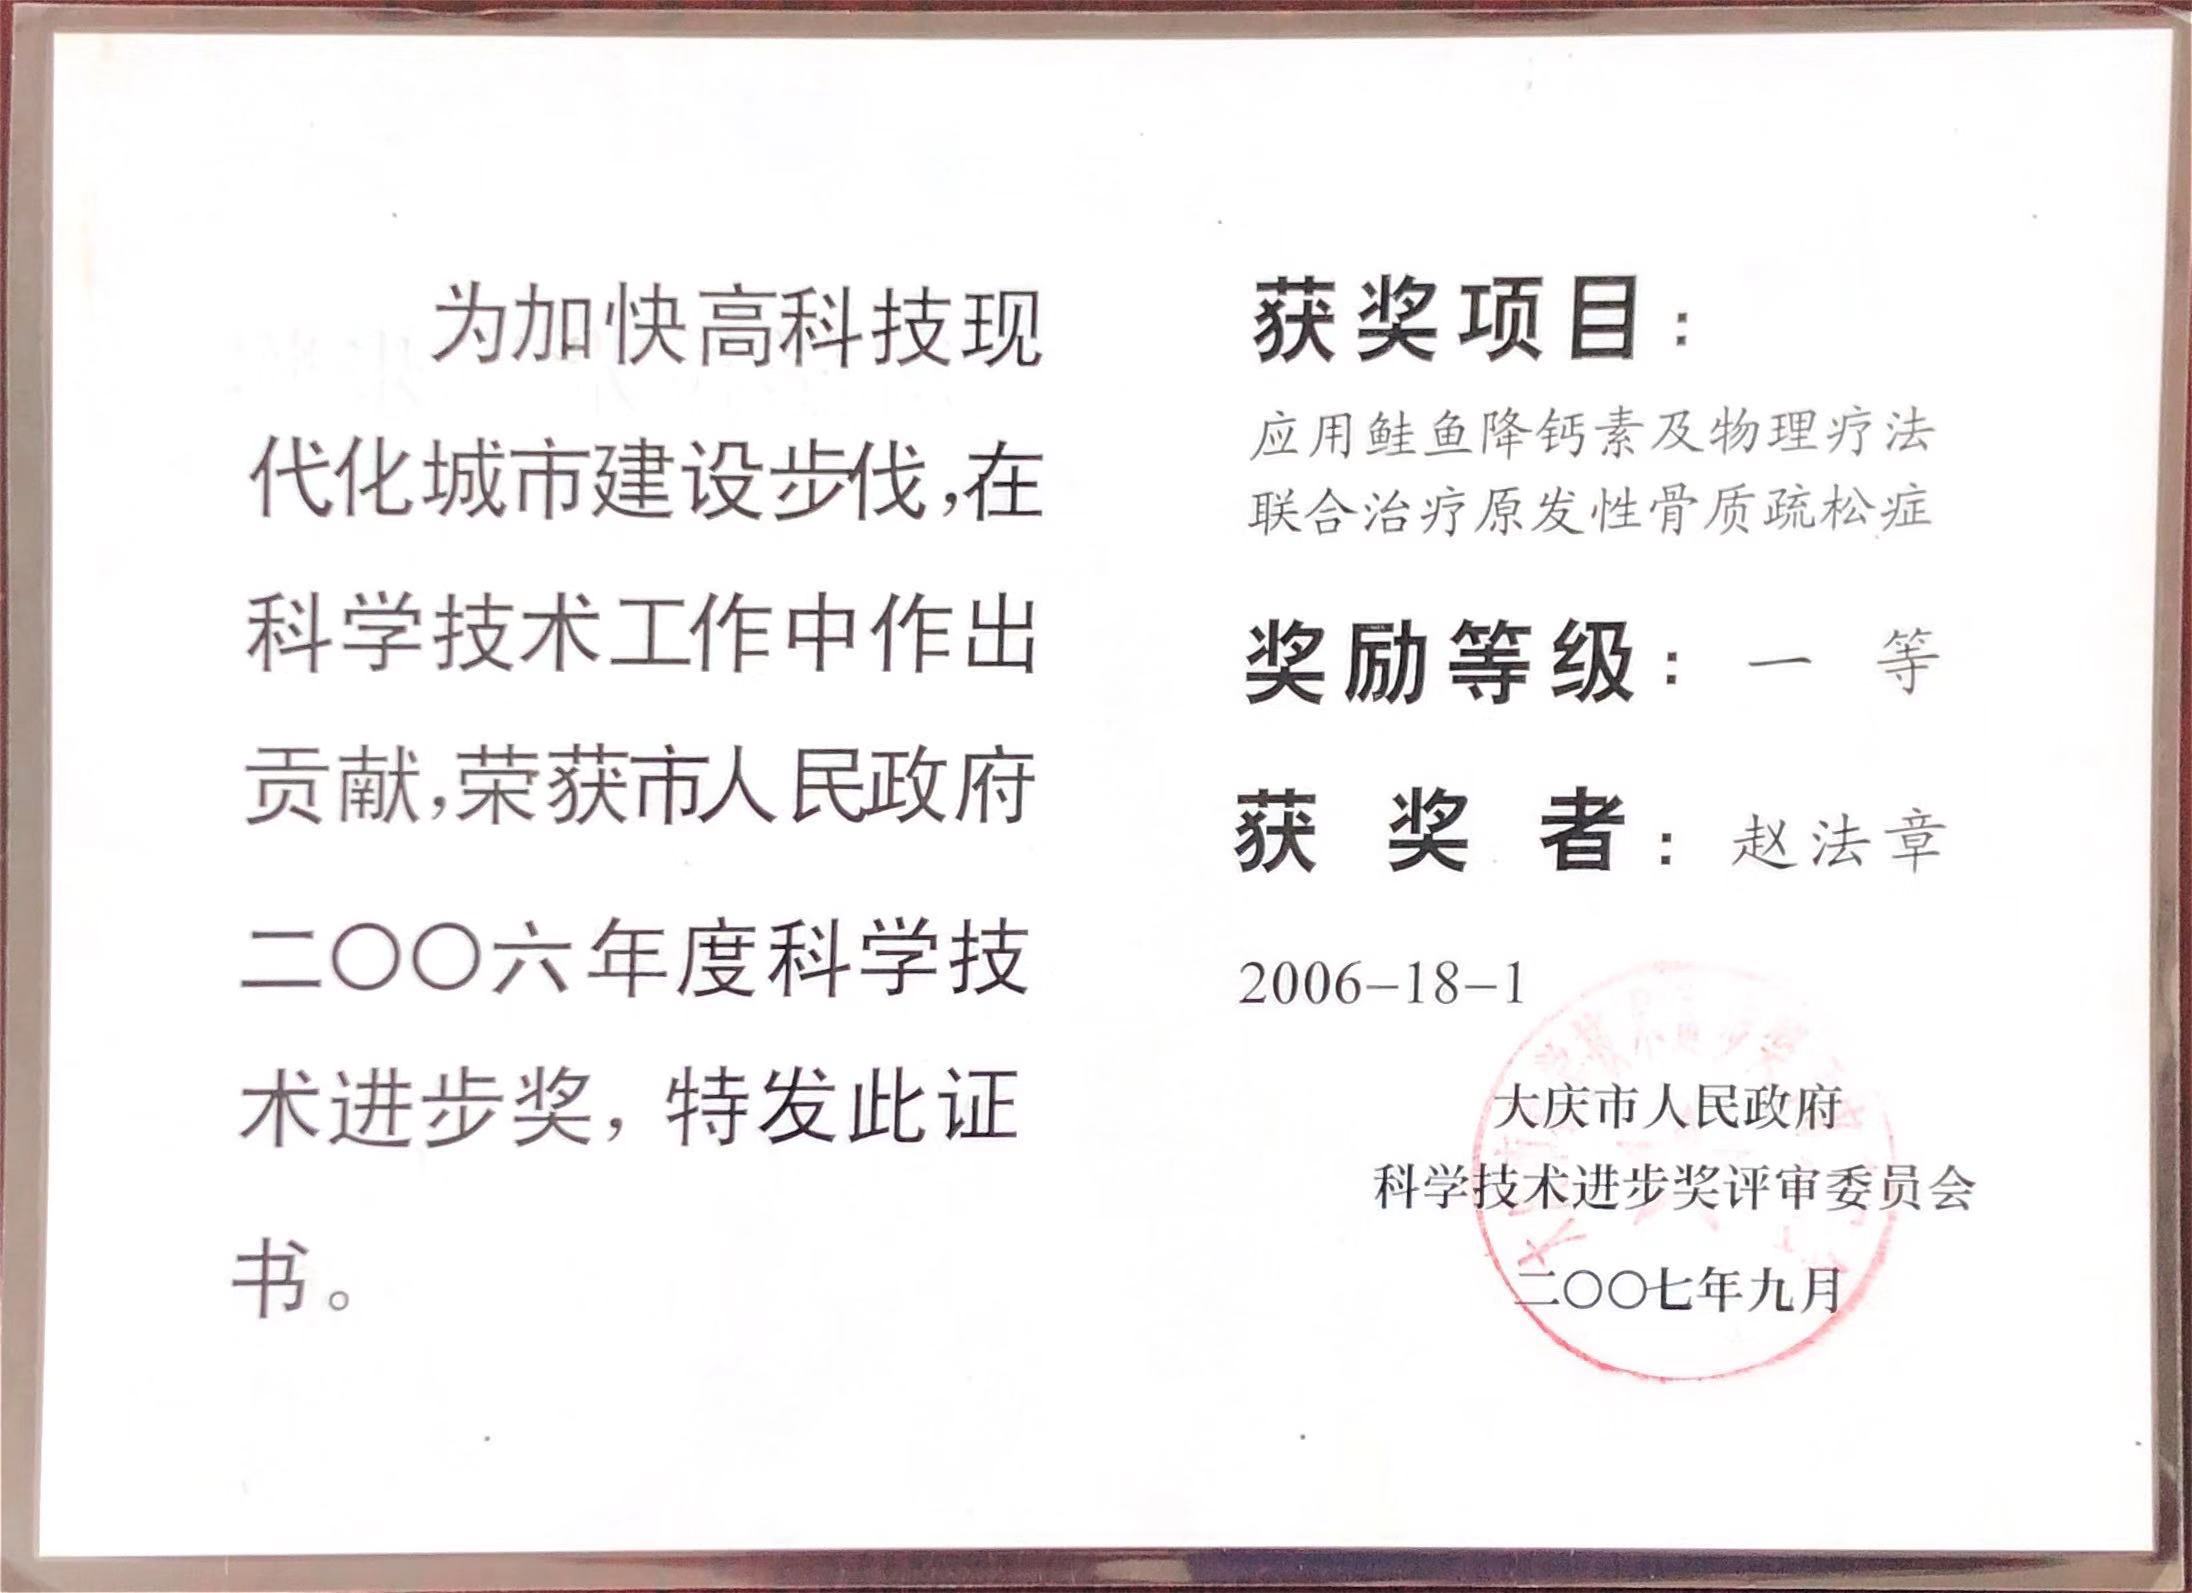 为加快高科技现
代化城市建设步伐,在
科学技术工作中作出
贡献,荣获市人民政府
二〇〇六年度科学技
术进步奖，特发此证
书。
获奖项目：
应用鲑鱼降钙素及物理疗法
联合治疗原发性骨质疏松症
奖励等级：一 等
获 奖 者：赵法章
2006-18-1
大庆市人民政府
科学技术进步奖评审委员会
二〇〇七年九月